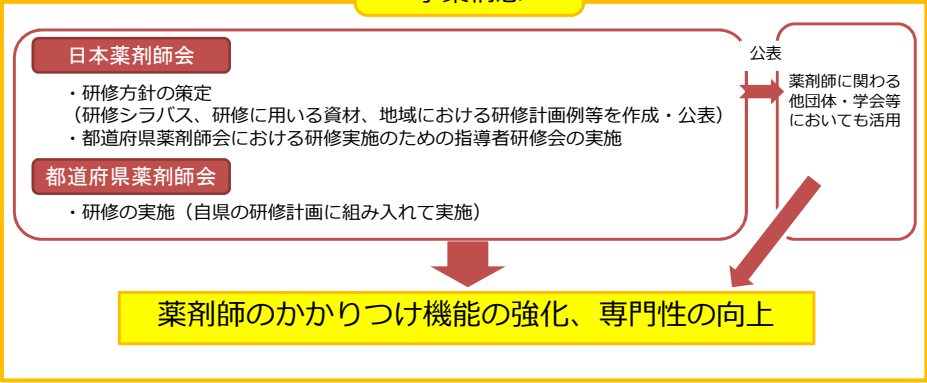 日本薬剤師会
・研修方針の策定
（研修シラバス、研修に用いる資材、地域における研修計画例等を作成・公表）
・都道府県薬剤師会における研修実施のための指導者研修会の実施
都道府県薬剤師会
・研修の実施（自県の研修計画に組み入れて実施）
公表
薬剤師に関わる
他団体・学会等
においても活用
薬剤師のかかりつけ機能の強化、専門性の向上